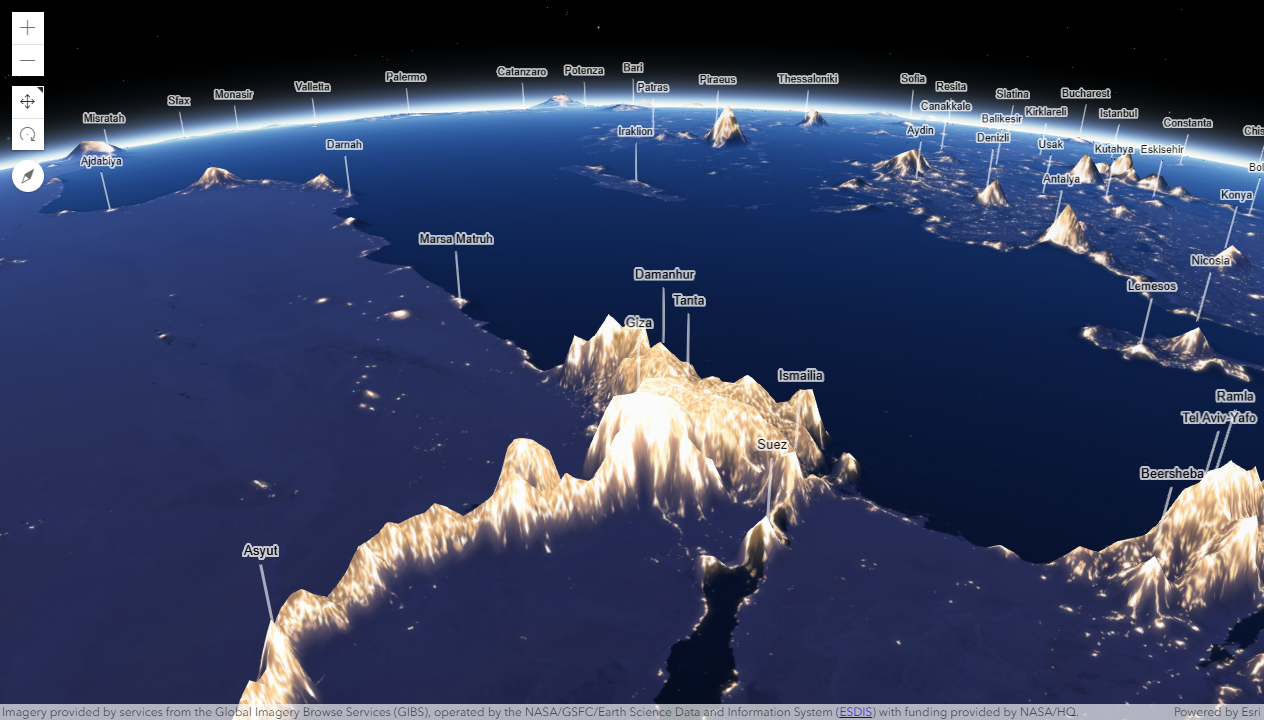 Bari
Catanzaro
Potenza
Palermo
Piraeus
Thessaloniki
Sofia
Valletta
Patras
Resita
Monasir
Slatina
Bucharest
Sfax
Canakkale
Kirklareli
Istanbul
Misratah
Balikesir
Constanta
Iraklion
Aydin
Denizli
Chis
Darnah
Usak
Kutahya
Eskisehir
Ajdabiya
Bol
Antalya
Konya
Marsa Matruh
Nicosia
Damanhur
Lemesos
Tanta
Giza
Ismailia
Ramla
Tel Aviv-Yafo
Suez
Beersheba
Asyut
Imagery provided by services from the Global Imagery Browse Services (GIBS), operated by the NASA/GSFC/Earth Science Data and Information System (ESDIS) with funding provided by NASA/HQ.
Powered by Esri